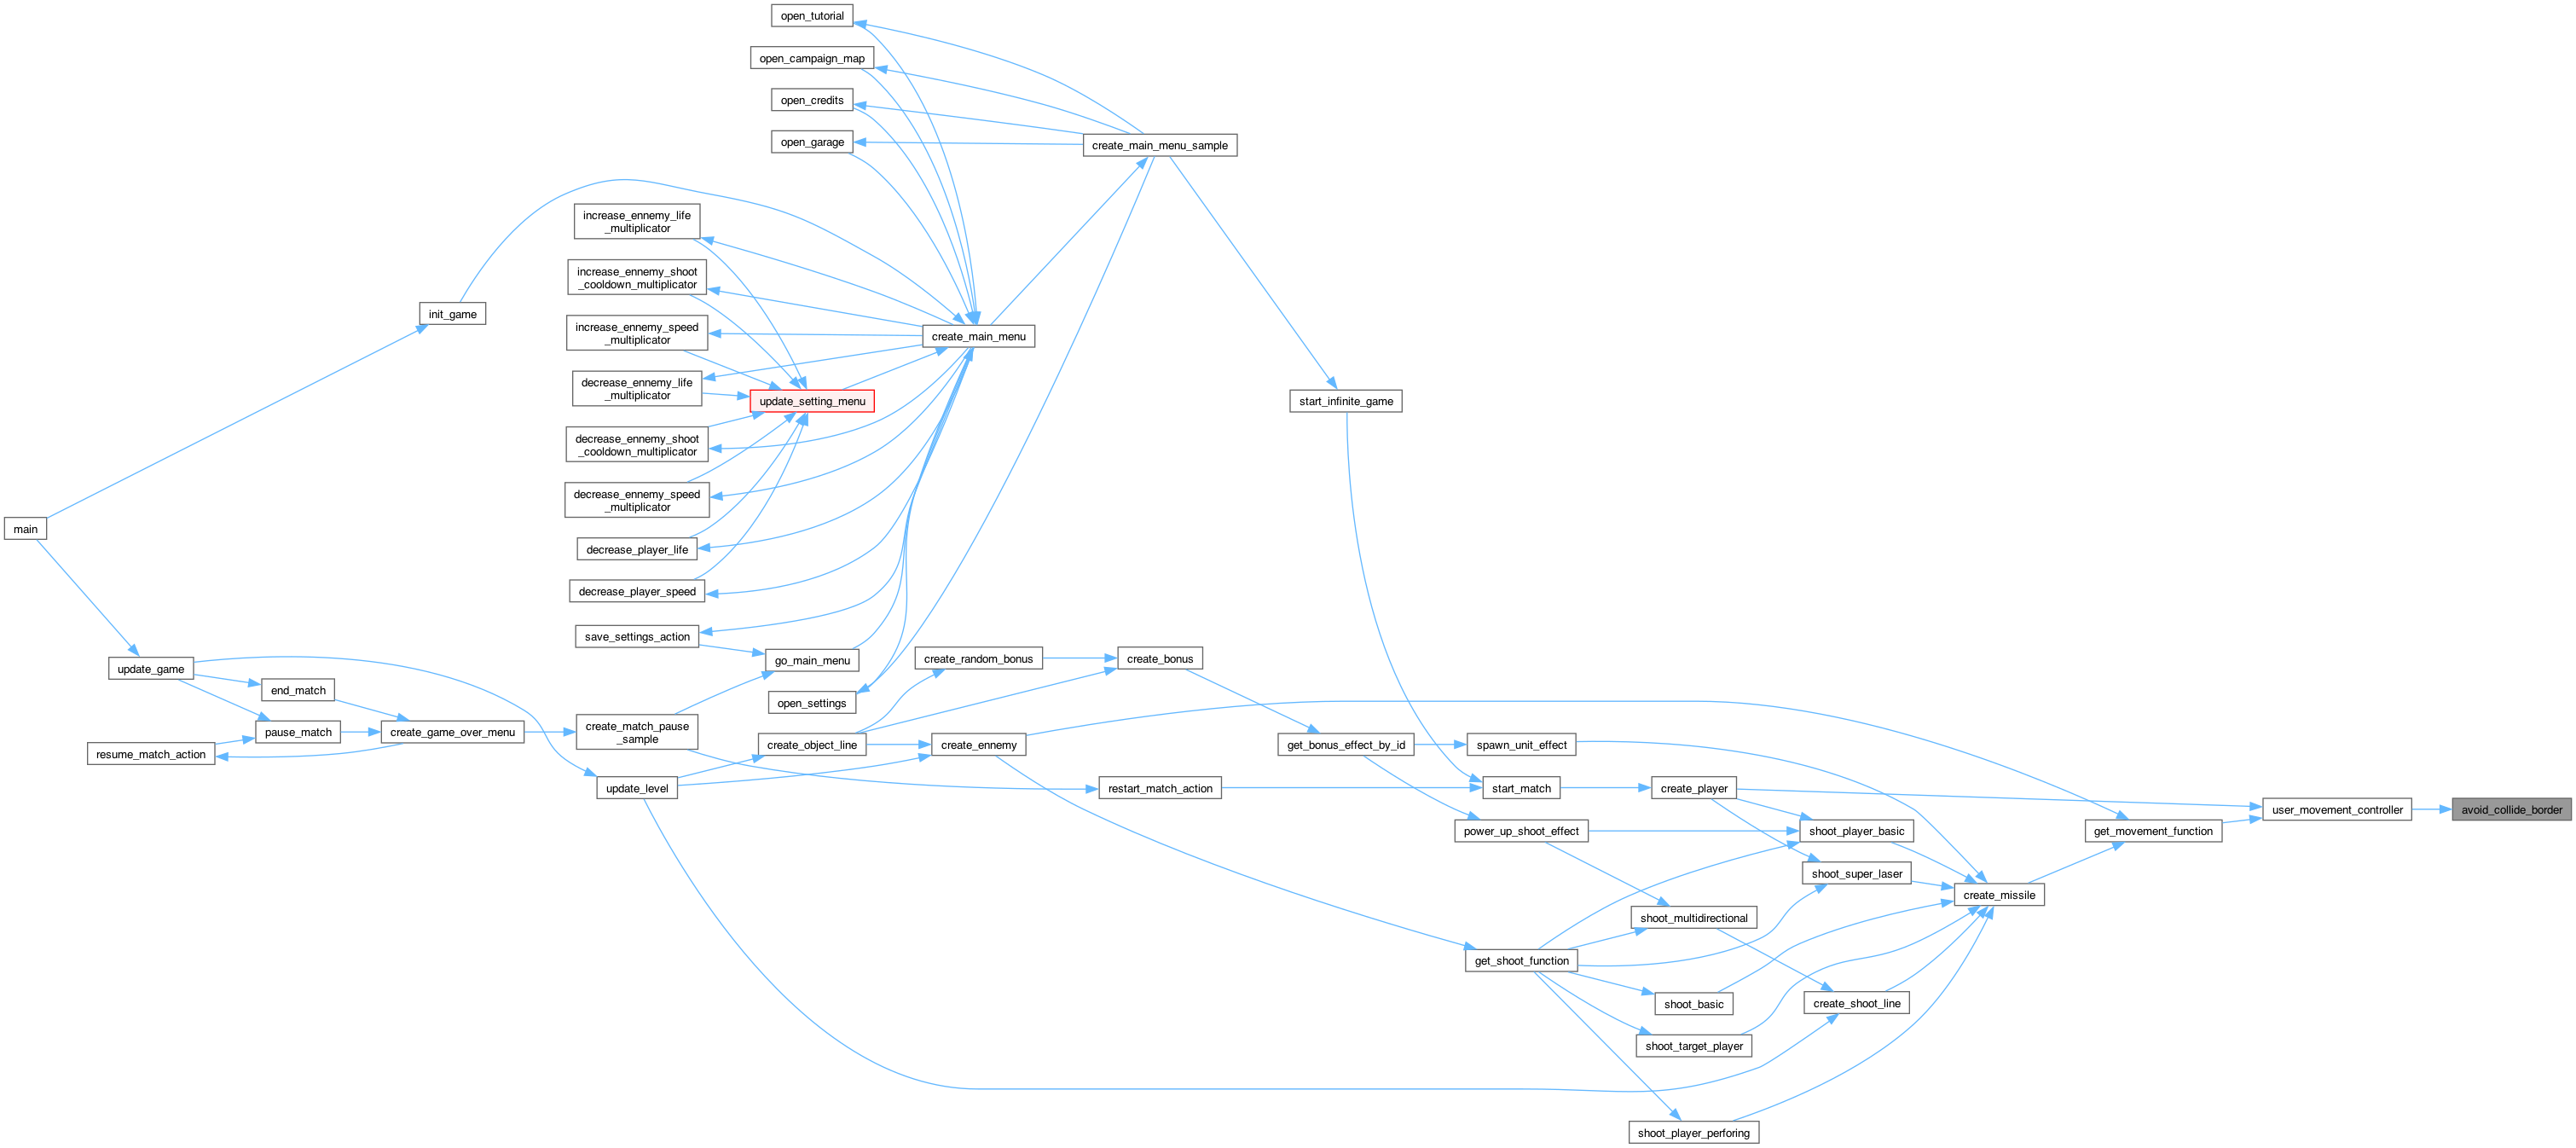 open_tutorial
open_campaign_map
open_credits
open_garage
create_main_menu_sample
increase_ennemy_life
_multiplicator
increase_ennemy_shoot
_cooldown_multiplicator
init_game
increase_ennemy_speed
_multiplicator
create_main_menu
decrease_ennemy_life
_multiplicator
update_setting_menu
start_infinite_game
decrease_ennemy_shoot
_cooldown_multiplicator
decrease_ennemy_speed
_multiplicator
main
decrease_player_life
decrease_player_speed
save_settings_action
go_main_menu
create_random_bonus
create_bonus
update_game
end_match
open_settings
create_match_pause
_sample
pause_match
create_game_over_menu
resume_match_action
create_object_line
create_ennemy
get_bonus_effect_by_id
spawn_unit_effect
update_level
restart_match_action
start_match
create_player
user_movement_controller
avoid_collide_border
power_up_shoot_effect
shoot_player_basic
get_movement_function
shoot_super_laser
create_missile
shoot_multidirectional
get_shoot_function
shoot_basic
create_shoot_line
shoot_target_player
shoot_player_perforing